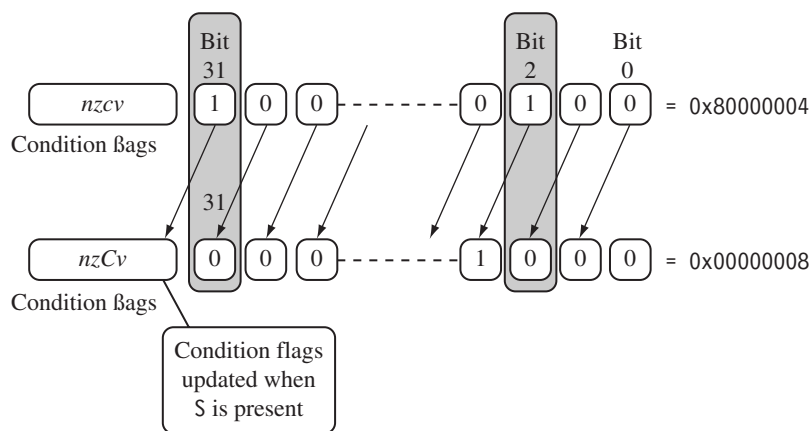 Bit Bit Bit
31 2 0
nzcv 1 0 0 0 1 0 0 = 0x80000004
Condition ßags
31
nzCv 0 0 0 1 0 0 0 = 0x00000008
Condition ßags
Condition flags
updated when
S is present